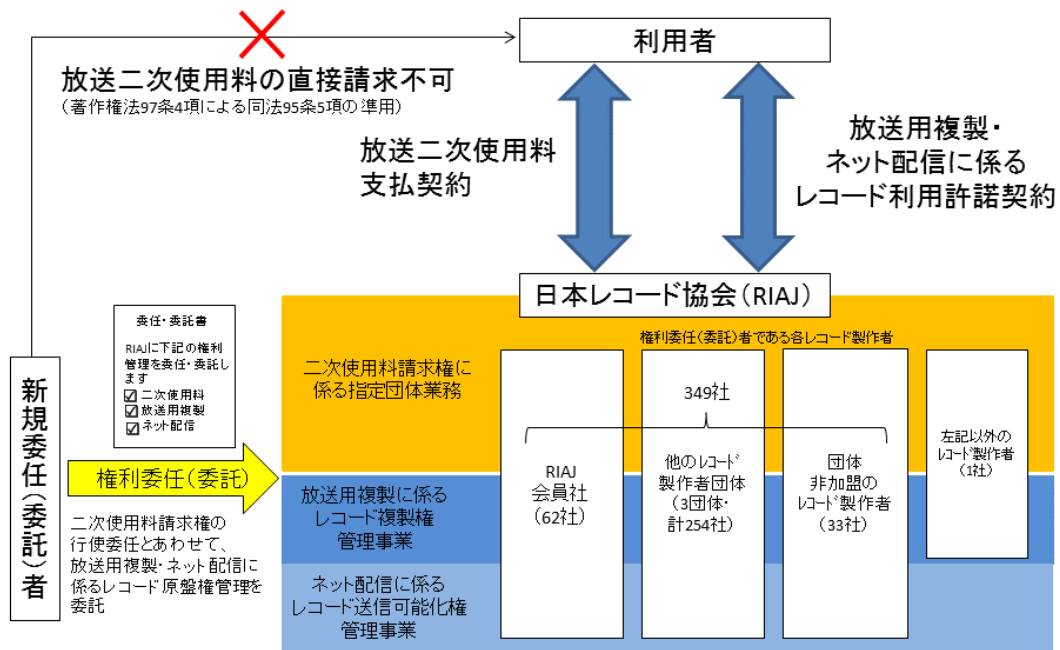 利用者
放送二次使用料の直接請求不可
(著作権法97条4項による同法95条5項の準用)
放送二次使用料
支払契約
放送用複製・
ネット配信に係る
レコード利用許諾契約
日本レコード協会(RIAJ)
委任・委託書
RIAJに下記の権利
管理を委任・委託し
ます
☑二次使用料
☑放送用複製
☑ネット配信
新規委任(委託)者
権利委任(委託)
二次使用料請求権の
行使委任とあわせて、
放送用複製・ネット配信に
係るレコード原盤権管理を
委託
二次使用料請求権に
係る指定団体業務
放送用複製に係る
レコード複製権
管理事業
ネット配信に係る
レコード送信可能化権
管理事業
権利委任(委託)者である各レコード製作者
349社
RIAJ
会員社
(62社)
他のレコード
製作者団体
(3団体・
計254社)
団体
非加盟の
レコード製作者
(33社)
左記以外の
レコード製作者
(1社)